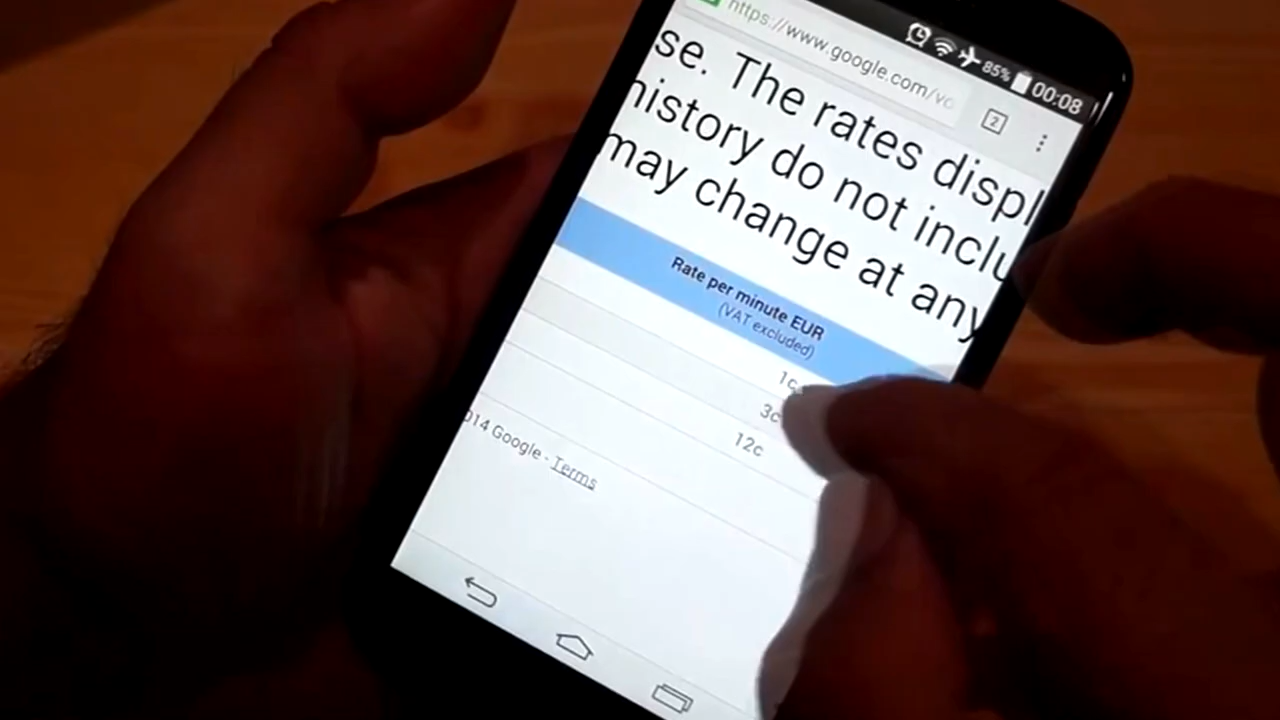 85% 00:08
https://www.google.com/vo
2
se. The rates displ
history do not inclu
may change at any
Rate per minute EUR
(VAT excluded)
1c
3c
12c
014 Google - Terms